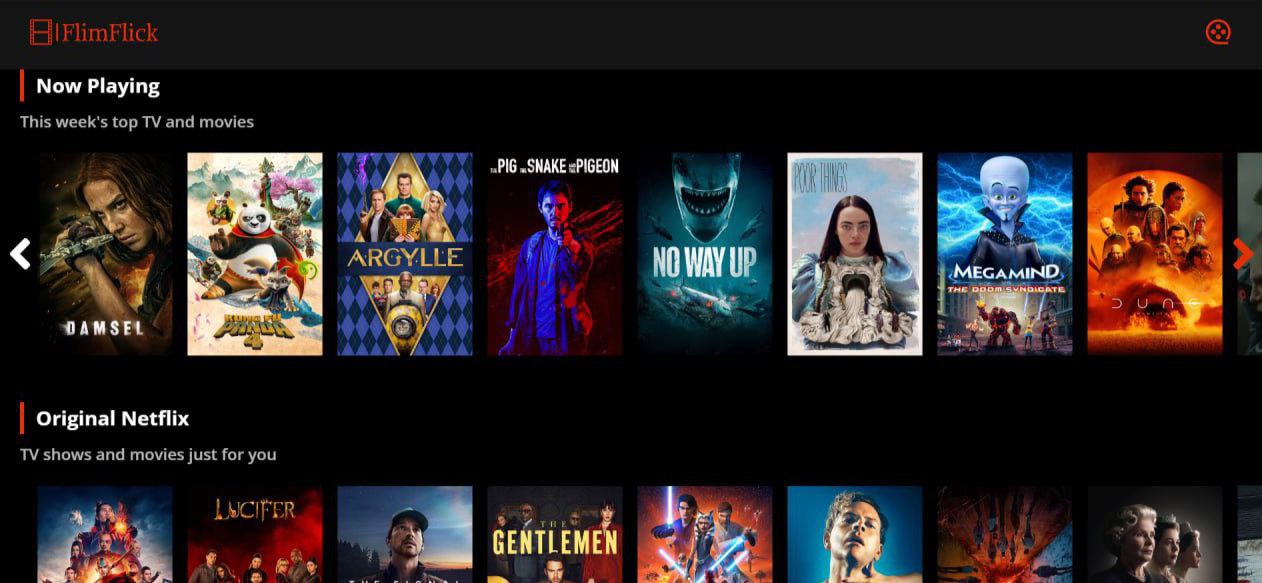 FlimFlick
Now Playing
This week's top TV and movies
DAMSEL
KUNG FU
PANDA
4
ARGYLLE
THE PIG THE SNAKE AND THE PIGEON
NO WAY UP
POOR THINGS
MEGAMIND
THE DOOM SYNDICATE
DUNE
Original Netflix
TV shows and movies just for you
LUCIFER
THE
GENTLEMEN